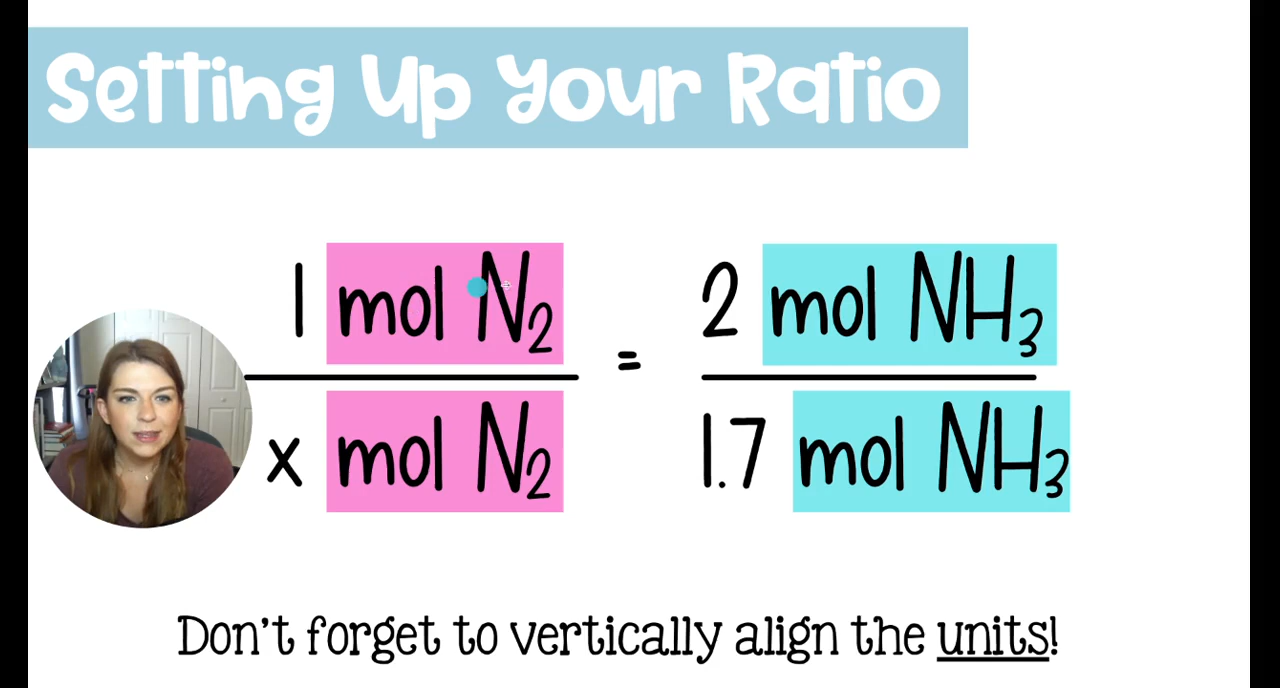 Setting Up Your Ratio
1 mol N₂ = 2 mol NH₃
x mol N₂ 1.7 mol NH₃
Don't forget to vertically align the units!